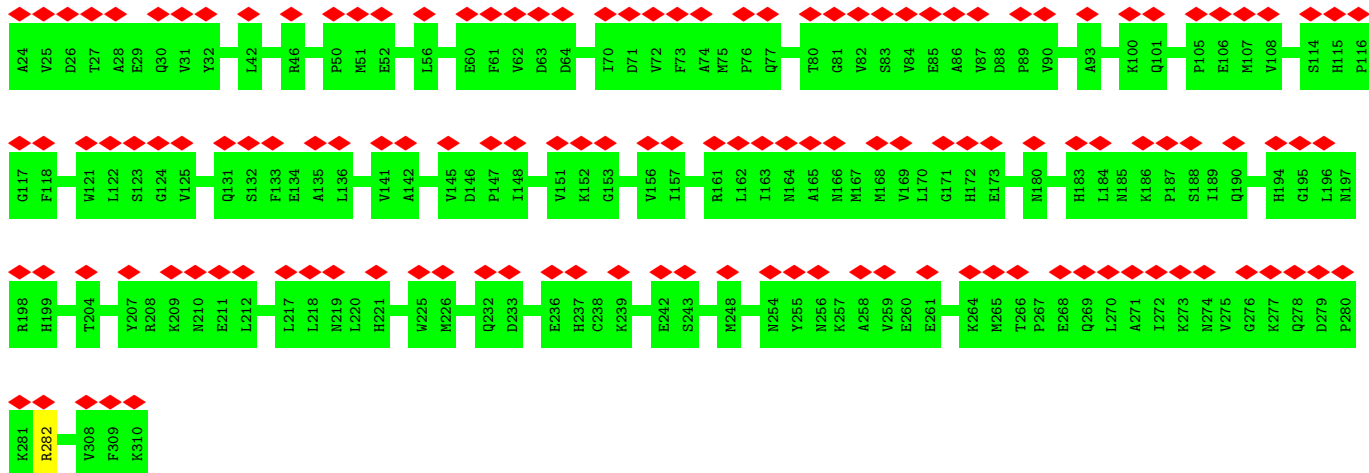 A24 V25 D26 T27 A28 E29 Q30 V31 Y32 L42 R46 P50 M51 E52 L56 E60 F61 V62 D63 D64 I70 D71 V72 F73 A74 M75 P76 Q77 T80 G81 V82 S83 V84 E85 A86 V87 D88 P89 V90 A93 K100 Q101 P105 E106 M107 V108 S114 H115 P116
G117 F118 W121 L122 S123 G124 V125 Q131 S132 F133 E134 A135 L136 V141 A142 V145 D146 P147 I148 V151 K152 G153 V156 I157 R161 L162 I163 N164 A165 N166 M167 M168 V169 L170 G171 H172 E173 N180 H183 L184 N185 K186 P187 S188 I189 Q190 H194 G195 L196 N197
R198 H199 T204 Y207 R208 K209 N210 E211 L212 L217 L218 N219 L220 H221 W225 M226 Q232 D233 E236 H237 C238 K239 E242 S243 M248 N254 Y255 N256 K257 A258 V259 E260 E261 K264 M265 T266 P267 E268 Q269 L270 A271 I272 K273 N274 V275 G276 K277 Q278 D279 P280
K281 R282 V308 F309 K310